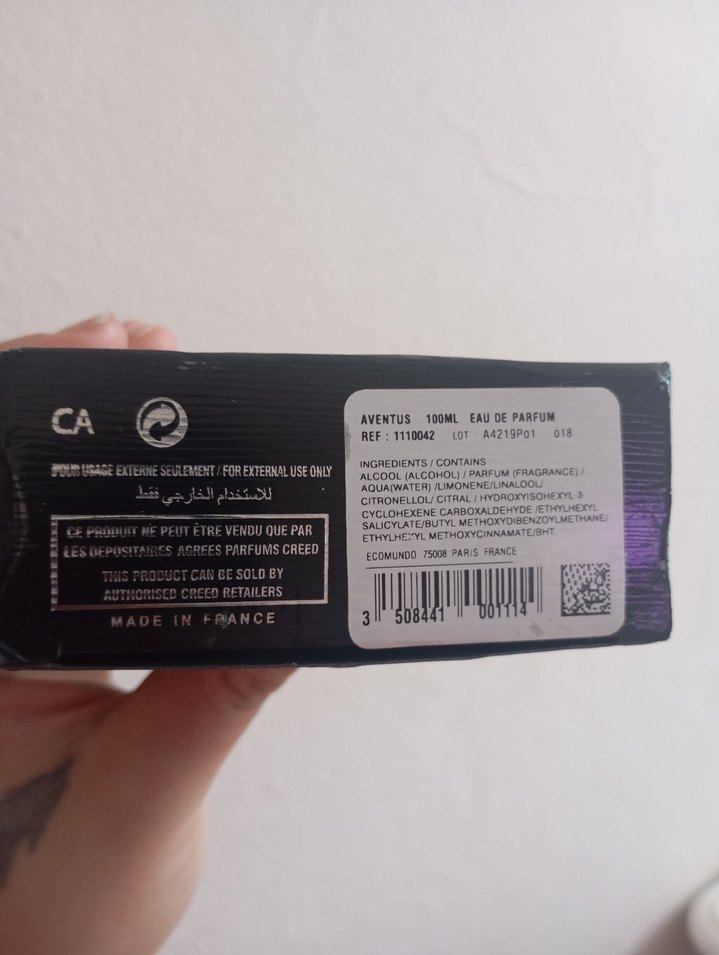 CA
POUR USAGE EXTERNE SEULEMENT / FOR EXTERNAL USE ONLY
للاستخدام الخارجي فقط
CE PRODUIT NE PEUT ÊTRE VENDU QUE PAR
LES DEPOSITAIRES AGREES PARFUMS CREED
THIS PRODUCT CAN BE SOLD BY
AUTHORISED CREED RETAILERS
MADE IN FRANCE
AVENTUS 100ML EAU DE PARFUM
REF : 1110042 LOT A4219P01 018
INGREDIENTS / CONTAINS
ALCOOL (ALCOHOL) / PARFUM (FRAGRANCE) /
AQUA(WATER) /LIMONENE/LINALOOL/
CITRONELLOL/ CITRAL / HYDROXYISOHEXYL 3-
CYCLOHEXENE CARBOXALDEHYDE /ETHYLHEXYL
SALICYLATE/BUTYL METHOXYDIBENZOYLMETHANE/
ETHYLHEXYL METHOXYCINNAMATE/BHT
ECOMUNDO 75008 PARIS FRANCE
3 508441 001114